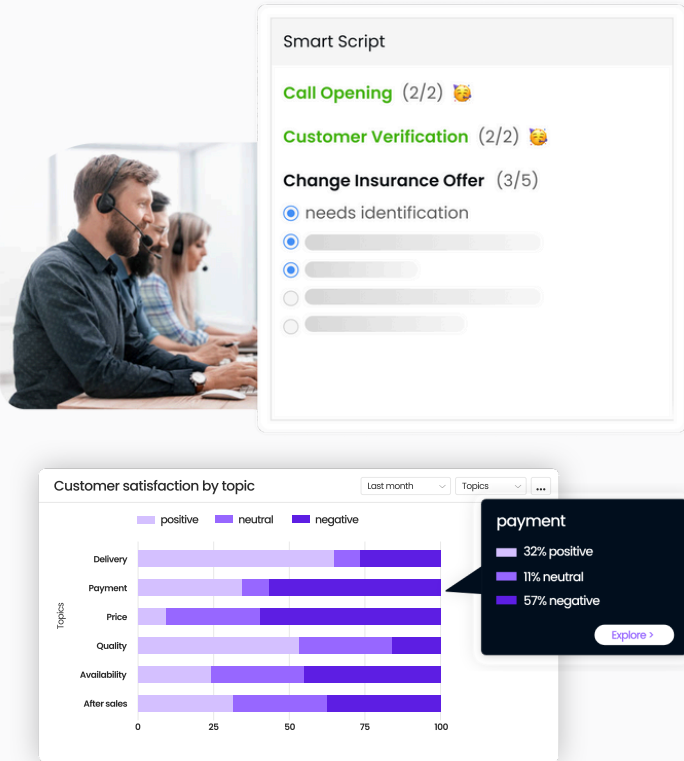 Smart Script
Call Opening (2/2) 🥳
Customer Verification (2/2) 🥳
Change Insurance Offer (3/5)
needs identification
Customer satisfaction by topic
Last month
Topics
...
positive
neutral
negative
Topics
Delivery
Payment
Price
Quality
Availability
After sales
0 25 50 75 100
payment
32% positive
11% neutral
57% negative
Explore >